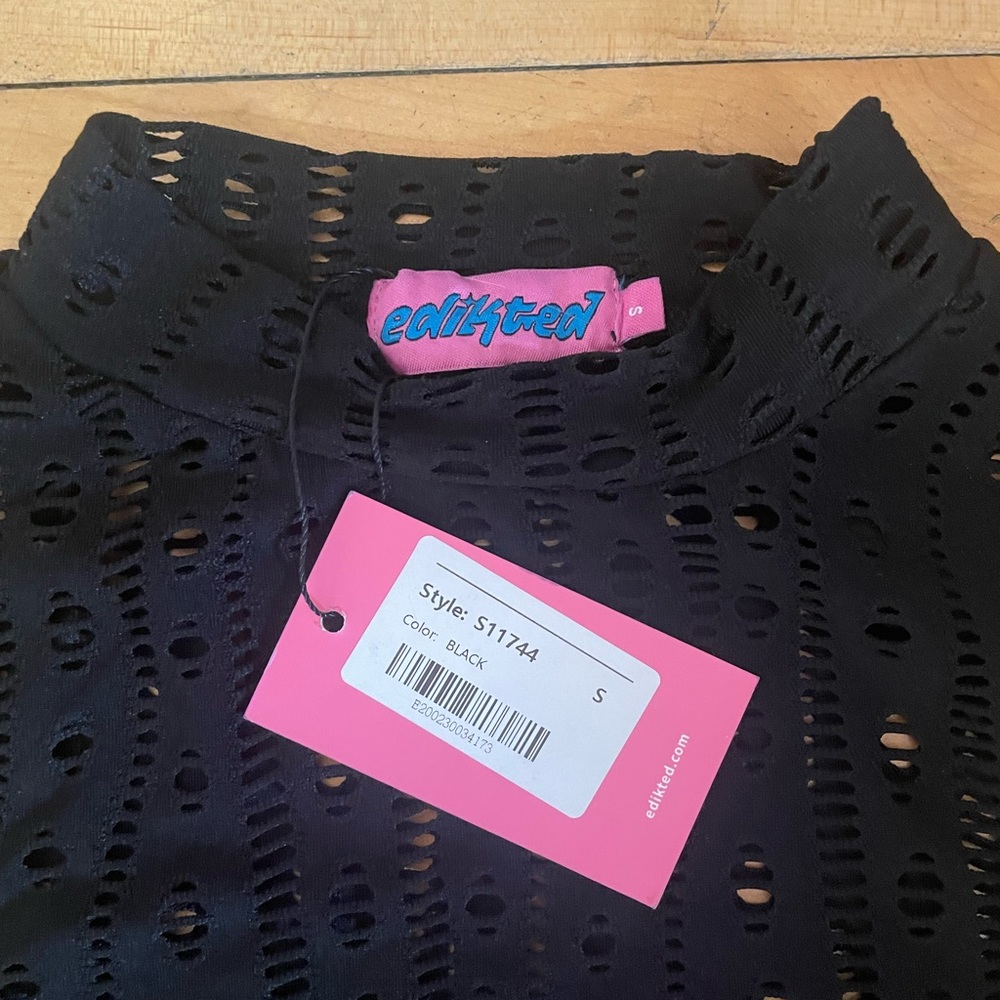 edikted
S
Style: S11744
Color: BLACK
S
E200230034173
edikted.com